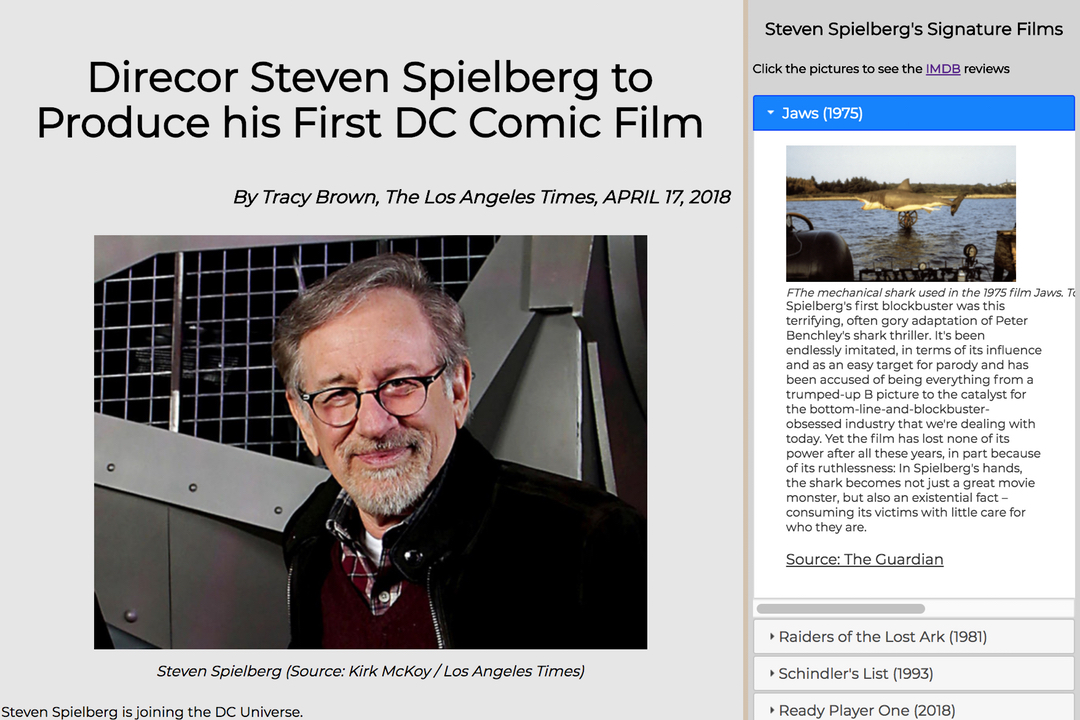 Direcor Steven Spielberg to
Produce his First DC Comic Film
By Tracy Brown, The Los Angeles Times, APRIL 17, 2018
Steven Spielberg (Source: Kirk McKoy / Los Angeles Times)
Steven Spielberg is joining the DC Universe.
Steven Spielberg's Signature Films
Click the pictures to see the IMDB reviews
Jaws (1975)
FThe mechanical shark used in the 1975 film Jaws.
Spielberg's first blockbuster was this
terrifying, often gory adaptation of Peter
Benchley's shark thriller. It's been
endlessly imitated, in terms of its influence
and as an easy target for parody and has
been accused of being everything from a
trumped-up B picture to the catalyst for
the bottom-line-and-blockbuster-
obsessed industry that we're dealing with
today. Yet the film has lost none of its
power after all these years, in part because
of its ruthlessness: In Spielberg's hands,
the shark becomes not just a great movie
monster, but also an existential fact –
consuming its victims with little care for
who they are.
Source: The Guardian
Raiders of the Lost Ark (1981)
Schindler's List (1993)
Ready Player One (2018)